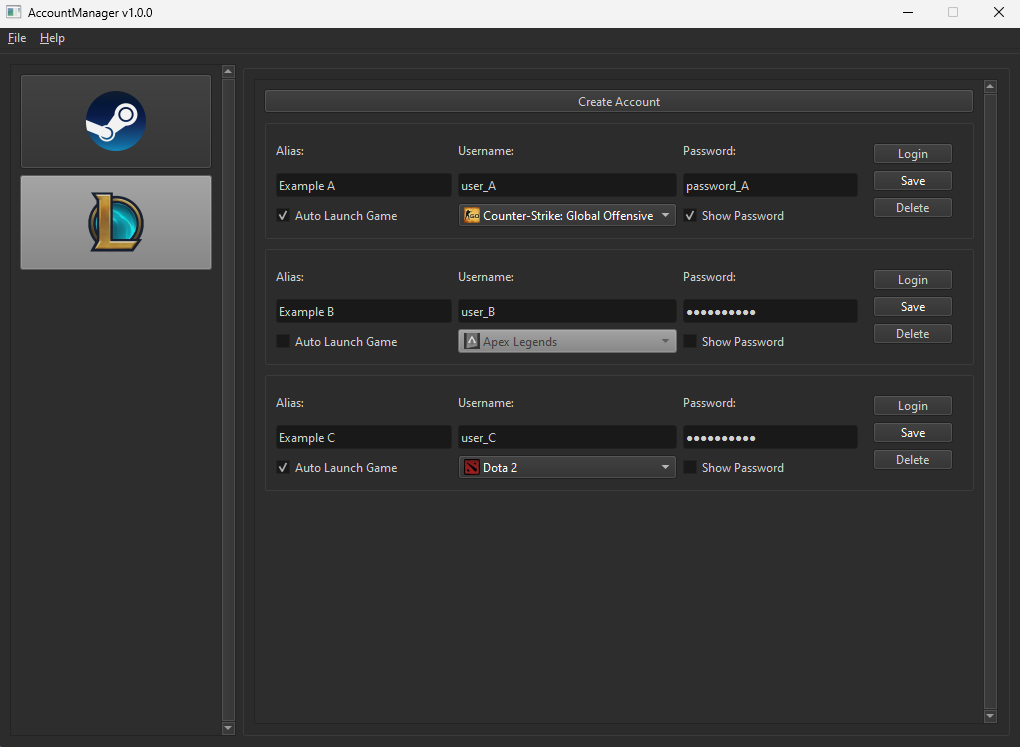 AccountManager v1.0.0
File Help
Create Account
Alias: Username: Password:
Login
Example A user_A password_A
Save
Auto Launch Game Counter-Strike: Global Offensive Show Password
Delete
Alias: Username: Password:
Login
Example B user_B ●●●●●●●●●●
Save
Auto Launch Game Apex Legends Show Password
Delete
Alias: Username: Password:
Login
Example C user_C ●●●●●●●●●●
Save
Auto Launch Game Dota 2 Show Password
Delete